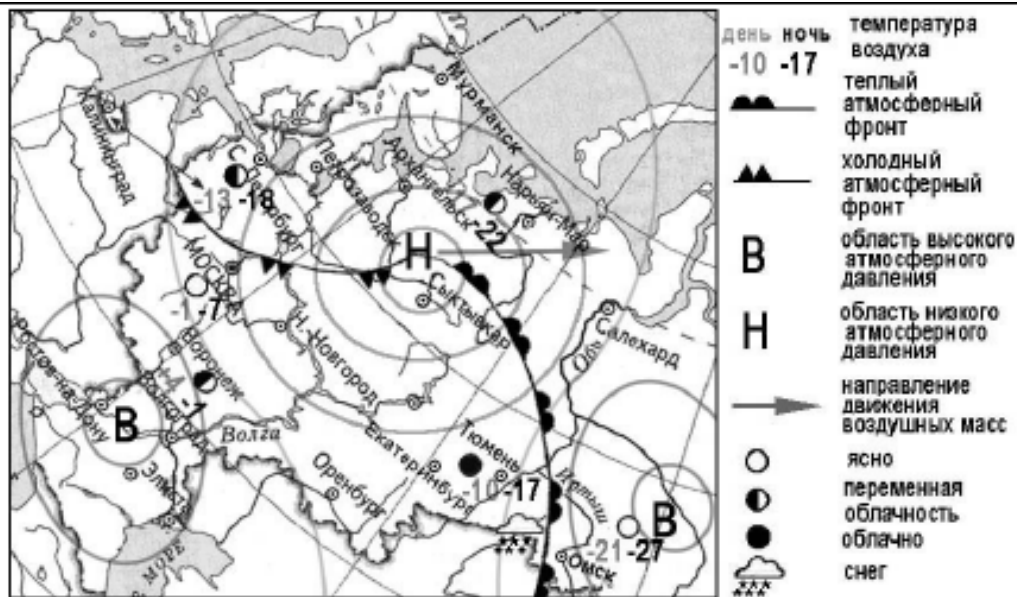 Мурманск
Калининград
С.-Петербург
Петрозаводск
Архангельск
Нарьян-Мар
-13 -18
-22
МОСКВА
Н
Сыктывкар
-7
Н. Новгород
Салехард
Обь
Воронеж
Ростов-на-Дону
Волгоград
В
Волга
Екатеринбург
Тюмень
Оренбург
-10 -17
Иртыш
В
Элиста
-21 -27
Омск
МОРЕ
день ночь
-10 -17
температура
воздуха
теплый
атмосферный
фронт
холодный
атмосферный
фронт
В
область высокого
атмосферного
давления
Н
область низкого
атмосферного
давления
направление
движения
воздушных масс
ясно
переменная
облачность
облачно
снег